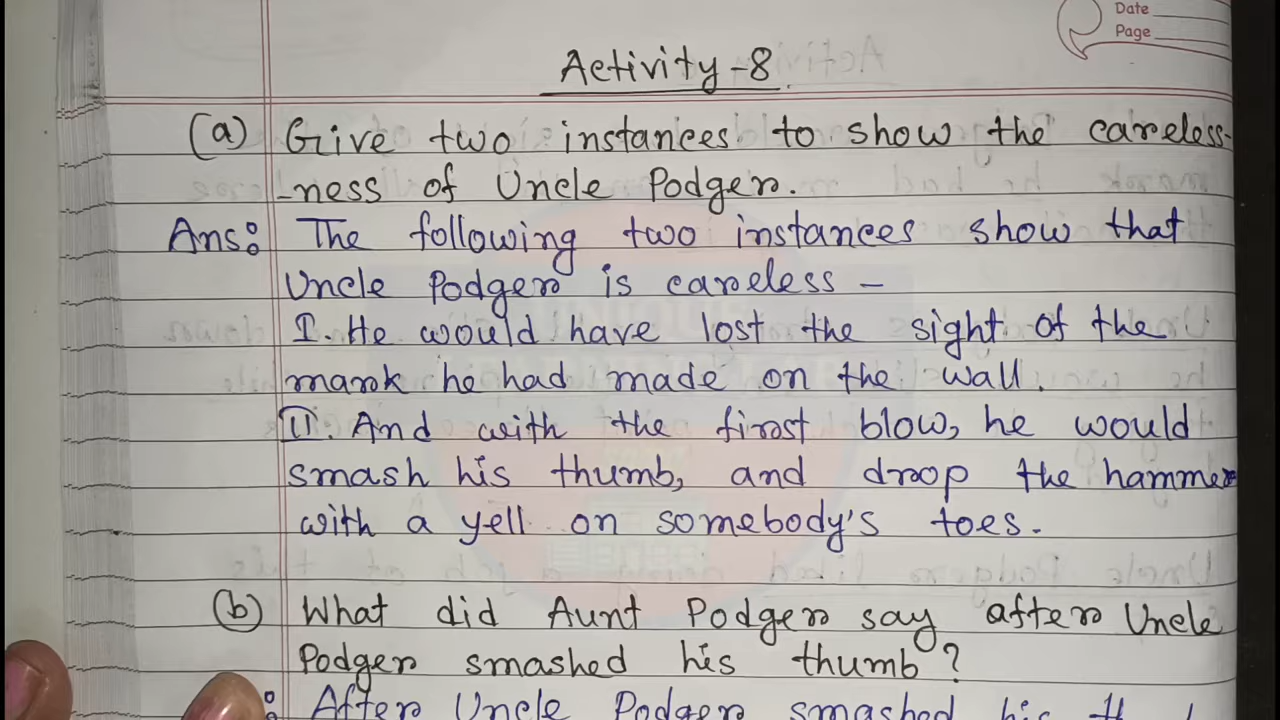 Date
Page
Activity -8
(a) Give two instances to show the careless-
-ness of Uncle Podger.
Ans: The following two instances show that
Uncle Podger is careless -
I. He would have lost the sight of the
mark he had made on the wall.
II. And with the first blow, he would
smash his thumb, and drop the hammer
with a yell on somebody's toes.
(b) What did Aunt Podger say after Uncle
Podger smashed his thumb?
: After Uncle Podger smashed his